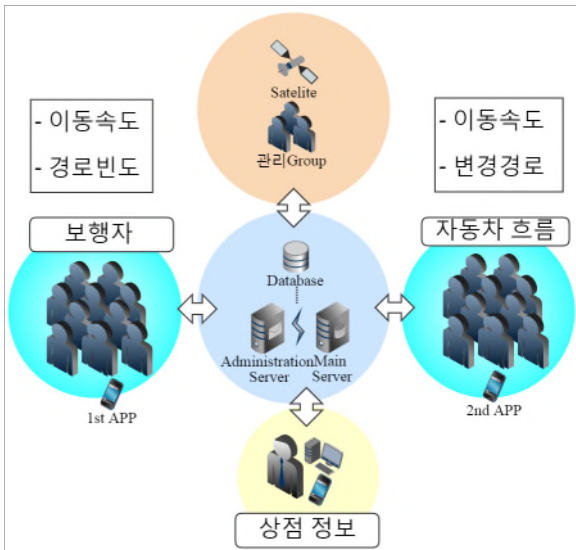 Satelite
관리Group
- 이동속도
- 경로빈도
- 이동속도
- 변경경로
보행자
자동차 흐름
Database
Administration Server
Main Server
1st APP
2nd APP
상점 정보